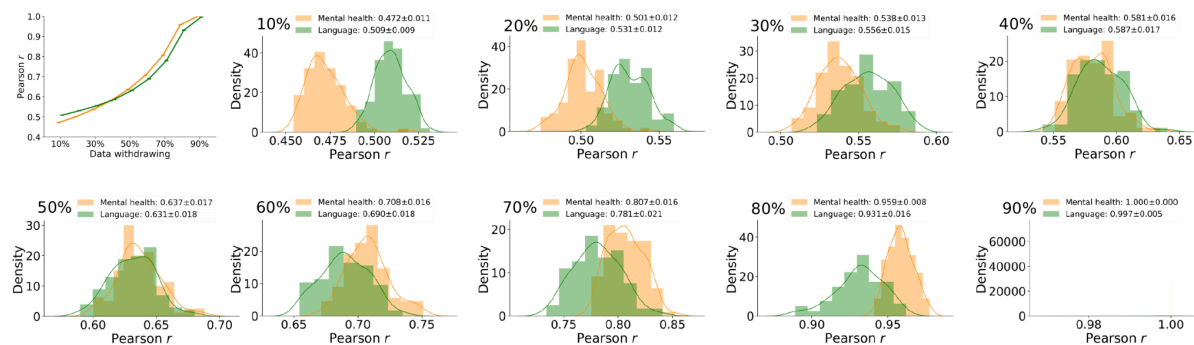 1.0
0.9
0.8
0.7
0.6
0.5
0.4
Pearson r
10% 30% 50% 70% 90%
Data withdrawing
10%
Mental health: 0.472±0.011
Language: 0.509±0.009
40
20
0
Density
0.450 0.475 0.500 0.525
Pearson r
20%
Mental health: 0.501±0.012
Language: 0.531±0.012
40
20
0
Density
0.50 0.55
Pearson r
30%
Mental health: 0.538±0.013
Language: 0.556±0.015
30
20
10
0
Density
0.50 0.55 0.60
Pearson r
40%
Mental health: 0.581±0.016
Language: 0.587±0.017
20
10
0
Density
0.55 0.60 0.65
Pearson r
50%
Mental health: 0.637±0.017
Language: 0.631±0.018
30
20
10
0
Density
0.60 0.65 0.70
Pearson r
60%
Mental health: 0.708±0.016
Language: 0.690±0.018
20
10
0
Density
0.65 0.70 0.75
Pearson r
70%
Mental health: 0.807±0.016
Language: 0.781±0.021
20
10
0
Density
0.75 0.80 0.85
Pearson r
80%
Mental health: 0.959±0.008
Language: 0.931±0.016
40
20
0
Density
0.90 0.95
Pearson r
90%
Mental health: 1.000±0.000
Language: 0.997±0.005
60000
40000
20000
0
Density
0.98 1.00
Pearson r